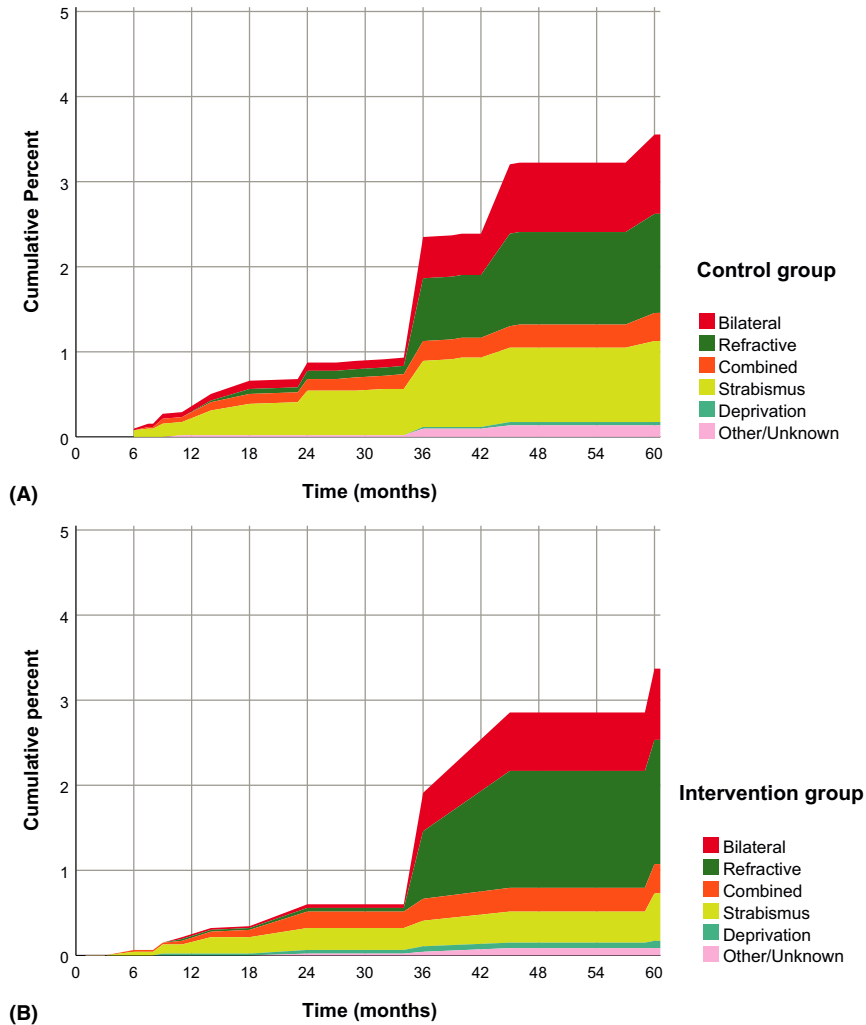 5
4
3
2
1
0
Cumulative Percent
0 6 12 18 24 30 36 42 48 54 60
Time (months)
(A)
Control group
Bilateral
Refractive
Combined
Strabismus
Deprivation
Other/Unknown
5
4
3
2
1
0
Cumulative percent
0 6 12 18 24 30 36 42 48 54 60
Time (months)
(B)
Intervention group
Bilateral
Refractive
Combined
Strabismus
Deprivation
Other/Unknown